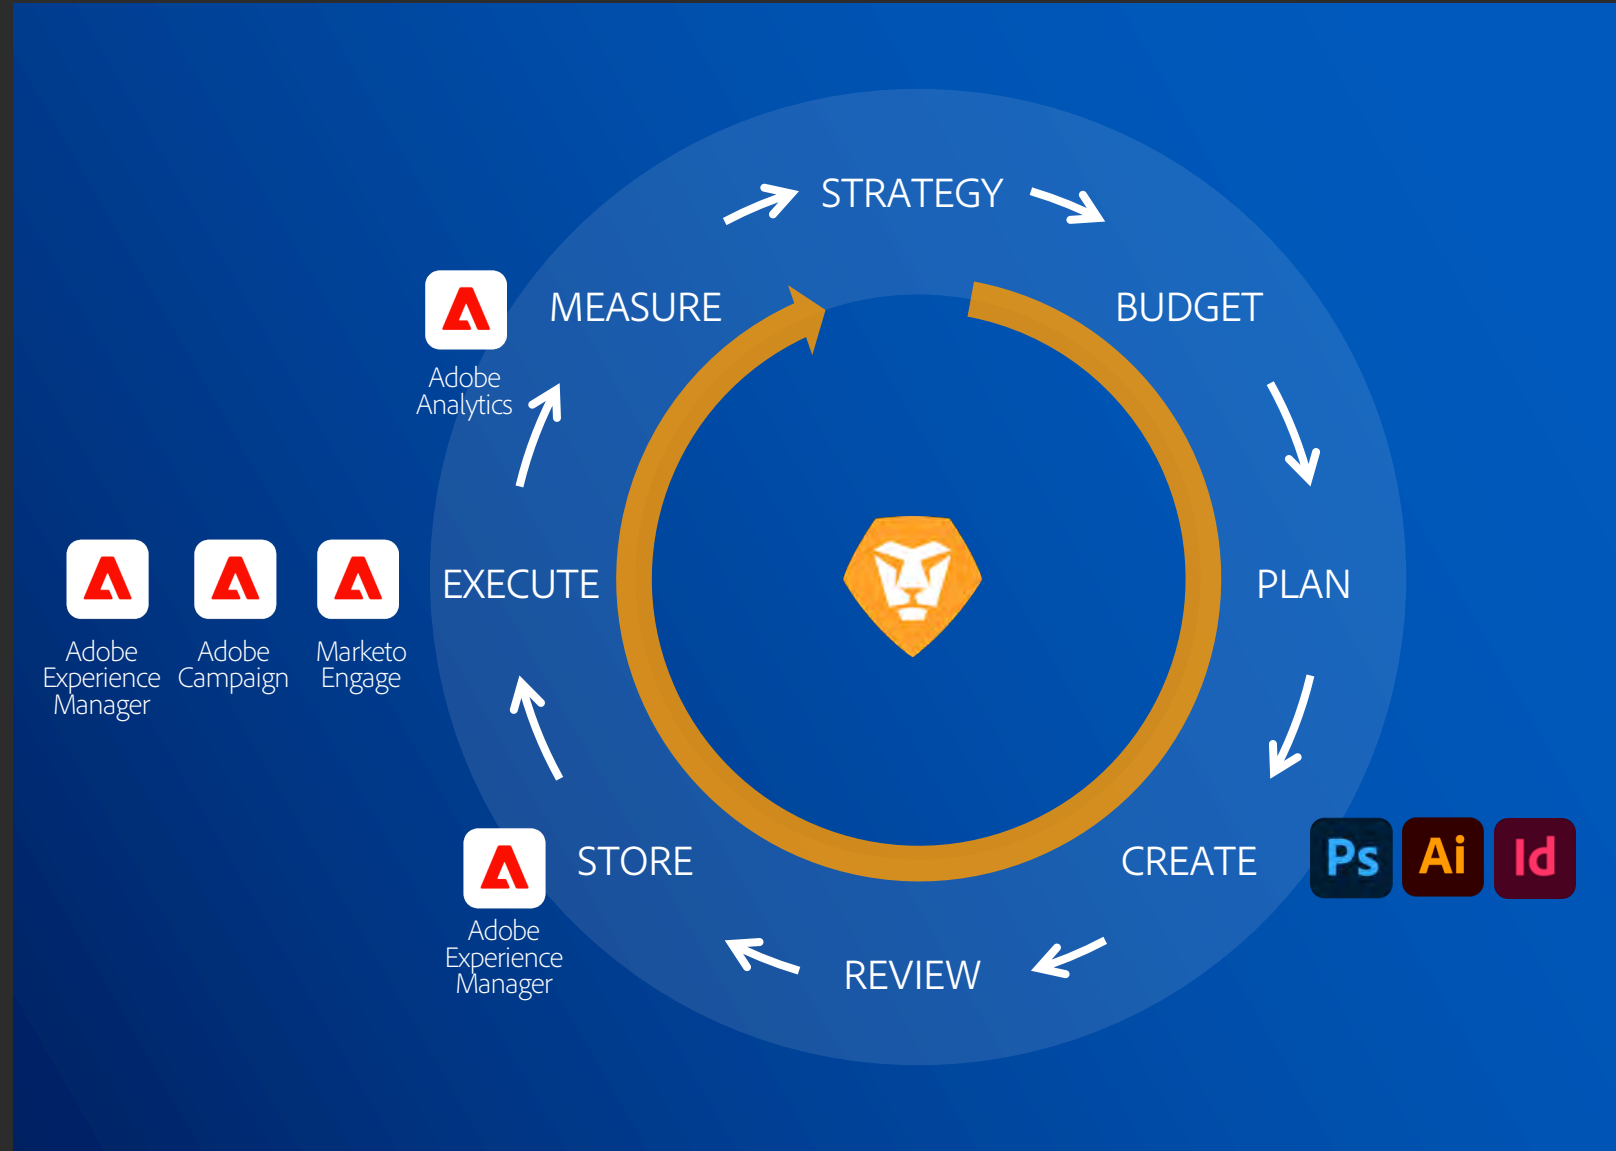 STRATEGY
MEASURE
BUDGET
Adobe
Analytics
EXECUTE
PLAN
Adobe
Experience
Manager
Adobe
Campaign
Marketo
Engage
STORE
CREATE
Ps
Ai
Id
Adobe
Experience
Manager
REVIEW